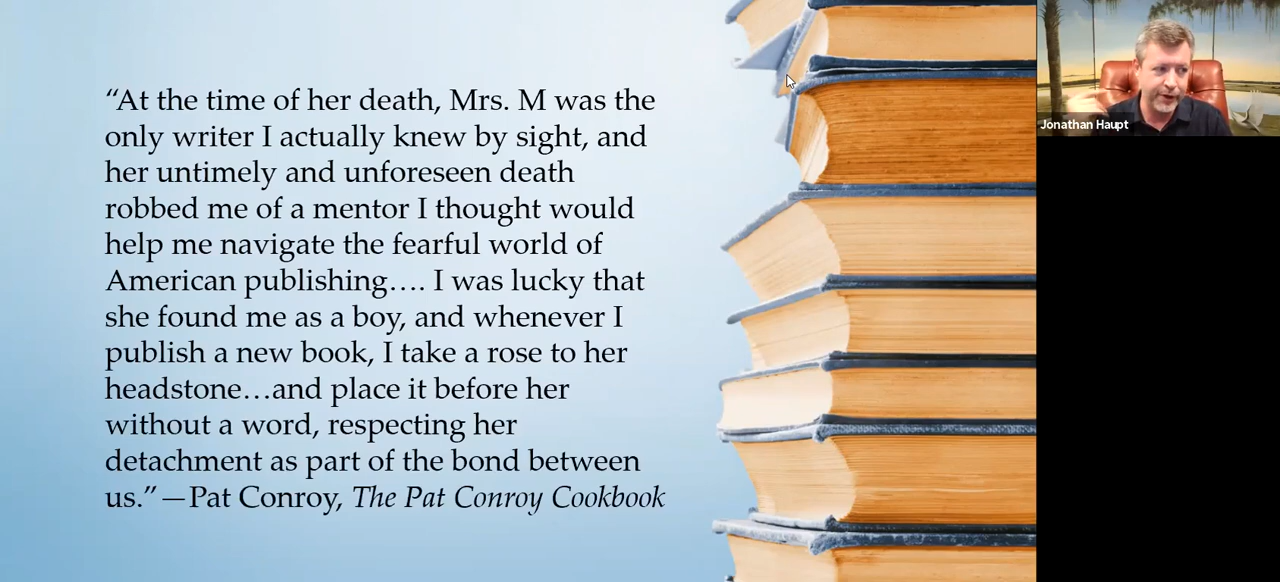 “At the time of her death, Mrs. M was the
only writer I actually knew by sight, and
her untimely and unforeseen death
robbed me of a mentor I thought would
help me navigate the fearful world of
American publishing…. I was lucky that
she found me as a boy, and whenever I
publish a new book, I take a rose to her
headstone…and place it before her
without a word, respecting her
detachment as part of the bond between
us.”—Pat Conroy, The Pat Conroy Cookbook
Jonathan Haupt